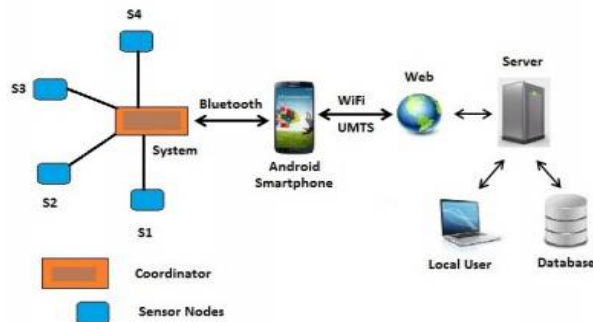 S4
Server
S3
Bluetooth
WiFi
Web
UMTS
System
Android
Smartphone
S2
S1
Local User
Database
Coordinator
Sensor Nodes